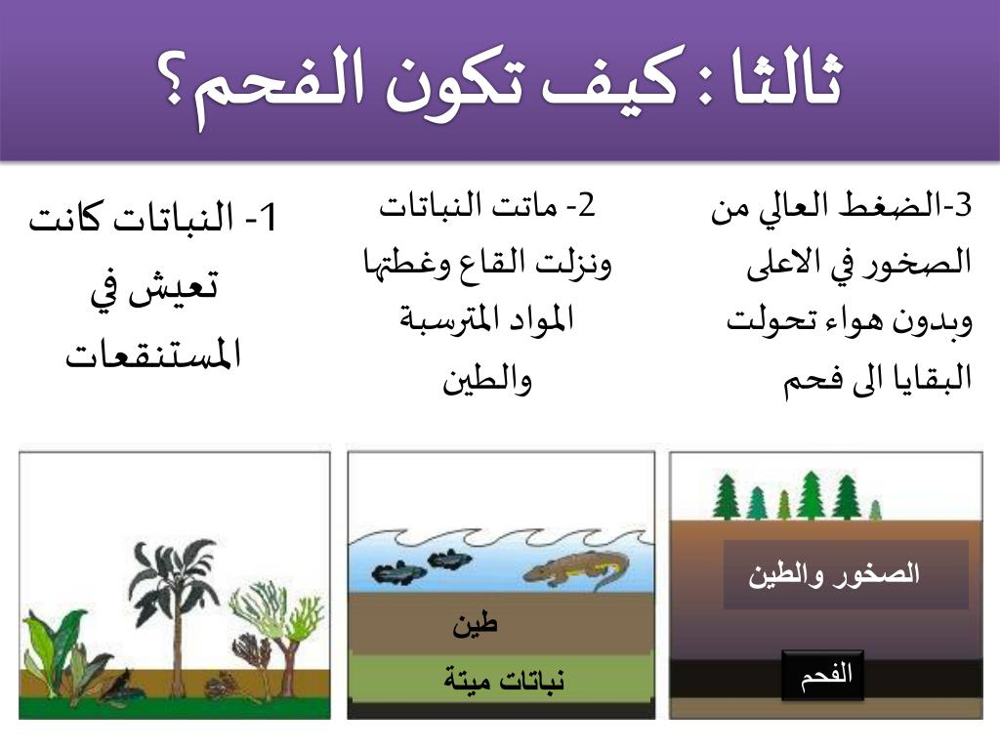 ثالثا : كيف تكون الفحم؟
1- النباتات كانت
تعيش في
المستنقعات
2- ماتت النباتات
ونزلت القاع وغطتها
المواد المترسبة
والطين
3-الضغط العالي من
الصخور في الاعلى
وبدون هواء تحولت
البقايا الى فحم
طين
نباتات ميتة
الصخور والطين
الفحم